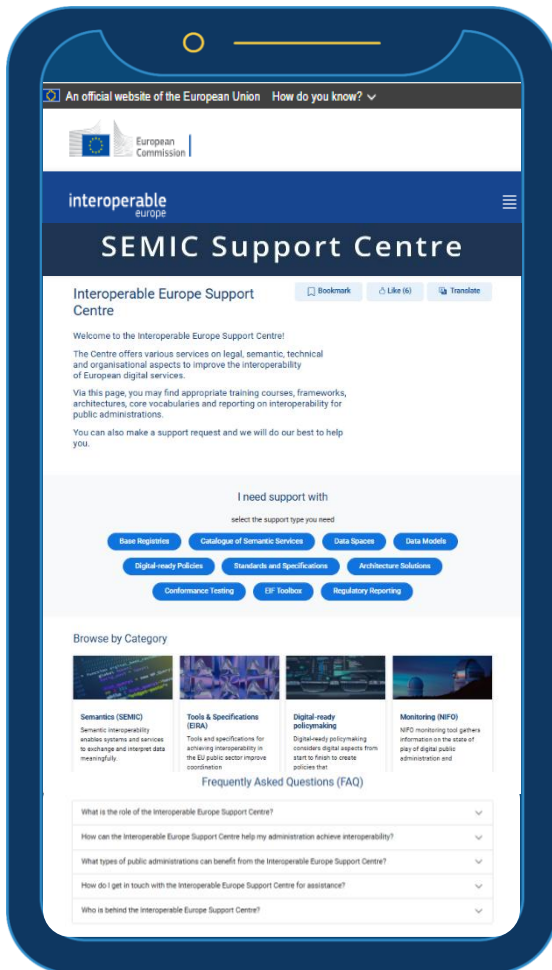 An official website of the European Union How do you know?
European
Commission
interoperable
europe
SEMIC Support Centre
Interoperable Europe Support
Centre
Bookmark
Like (6)
Translate
Welcome to the Interoperable Europe Support Centre!
The Centre offers various services on legal, semantic, technical
and organisational aspects to improve the interoperability
of European digital services.
Via this page, you may find appropriate training courses, frameworks,
architectures, core vocabularies and reporting on interoperability for
public administrations.
You can also make a support request and we will do our best to help
you.
I need support with
select the support type you need
Base Registries
Catalogue of Semantic Services
Data Spaces
Data Models
Digital-ready Policies
Standards and Specifications
Architecture Solutions
Conformance Testing
EIF Toolbox
Regulatory Reporting
Browse by Category
Semantics (SEMIC)
Semantic interoperability
enables systems and services
to exchange and interpret data
meaningfully.
Tools & Specifications
(EIRA)
Tools and specifications for
achieving interoperability in
the EU public sector improve
coordination
Digital-ready
policymaking
Digital-ready policymaking
considers digital aspects from
start to finish to create
policies that
Monitoring (NIFO)
NIFO monitoring tool gathers
information on the state of
play of digital public
administration and
Frequently Asked Questions (FAQ)
What is the role of the Interoperable Europe Support Centre?
How can the Interoperable Europe Support Centre help my administration achieve interoperability?
What types of public administrations can benefit from the Interoperable Europe Support Centre?
How do I get in touch with the Interoperable Europe Support Centre for assistance?
Who is behind the Interoperable Europe Support Centre?